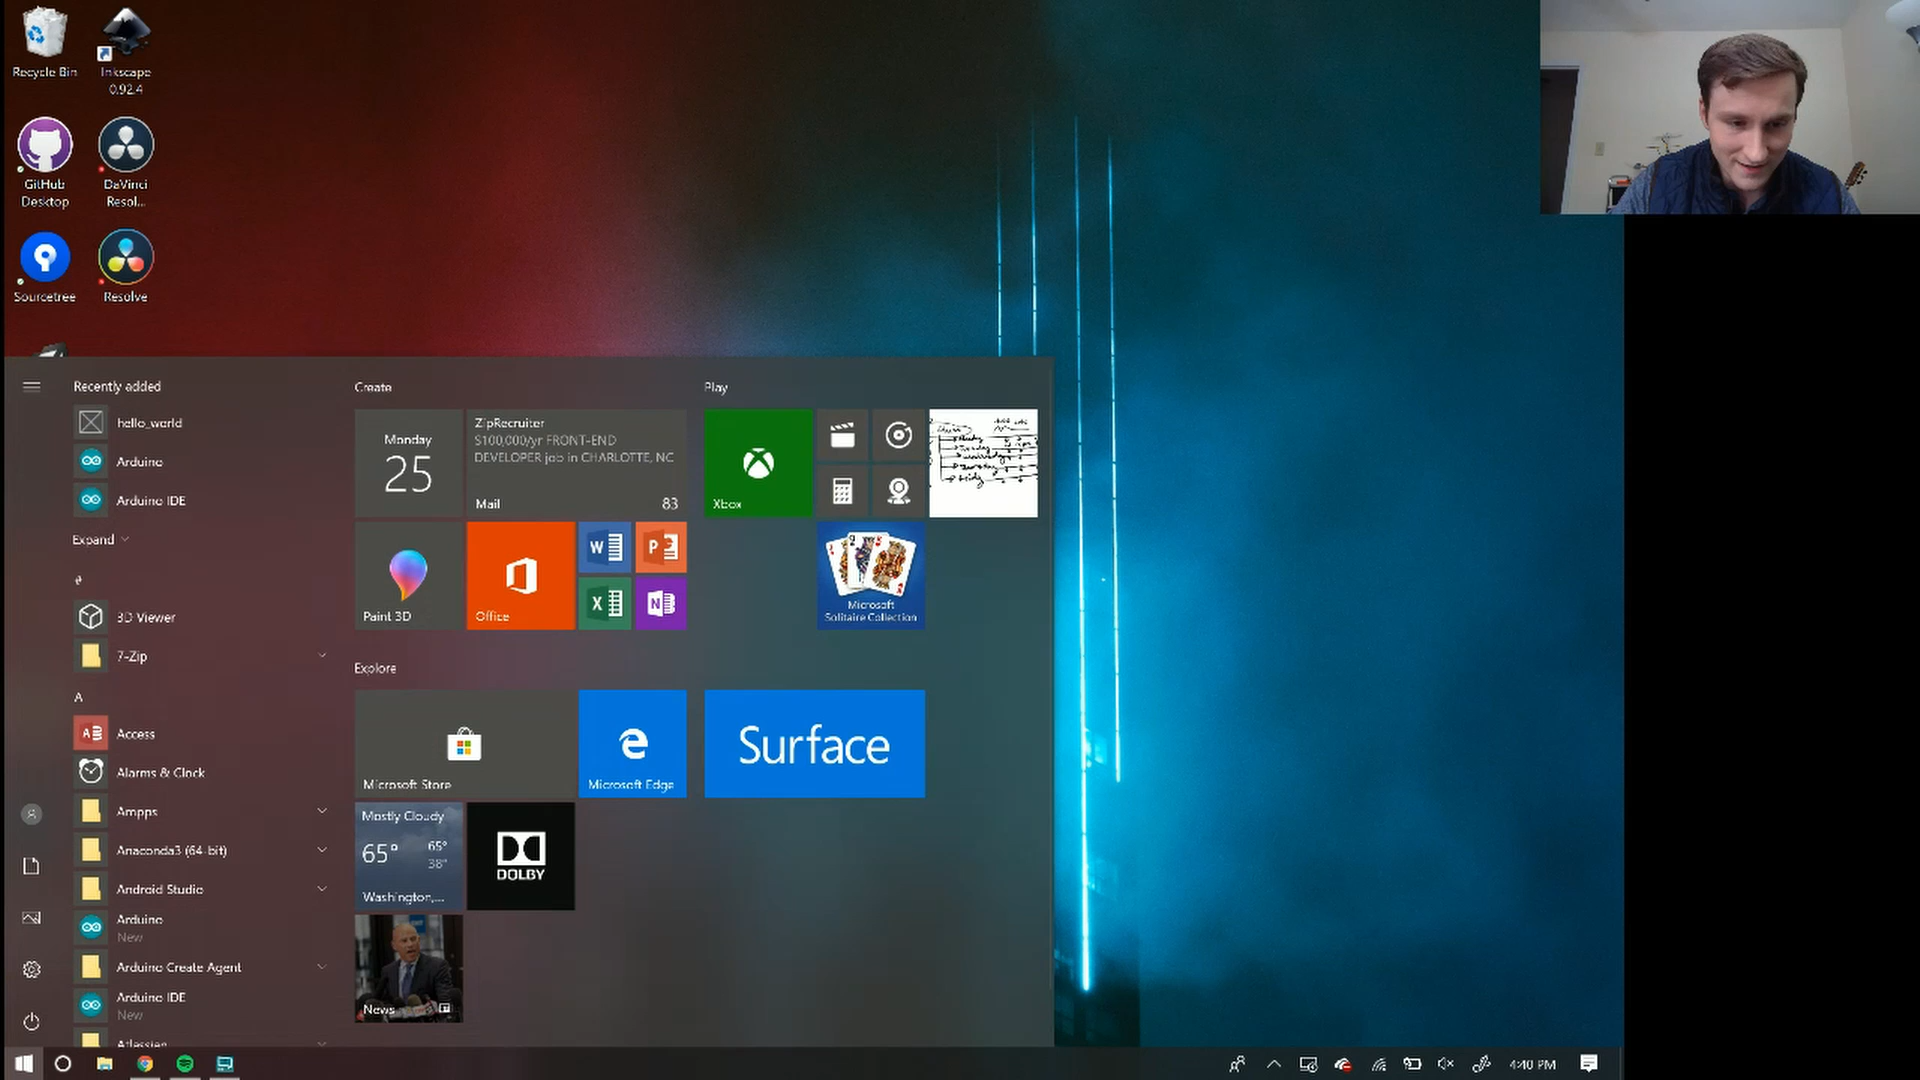 Recycle Bin
Inkscape
0.92.4
GitHub
Desktop
DaVinci
Resol...
Sourcetree
Resolve
Recently added
hello_world
Arduino
Arduino IDE
Expand
#
3D Viewer
7-Zip
A
Access
Alarms & Clock
Ampps
Anaconda3 (64-bit)
Android Studio
Arduino
New
Arduino Create Agent
Arduino IDE
New
Atlassian
Create
Monday
25
ZipRecruiter
$100,000/yr FRONT-END
DEVELOPER job in CHARLOTTE, NC
Mail
83
Paint 3D
Office
Explore
Microsoft Store
Microsoft Edge
Mostly Cloudy
65°
65°
38°
Washington,...
DOLBY
News
Play
Xbox
Microsoft
Solitaire Collection
Surface
4:40 PM